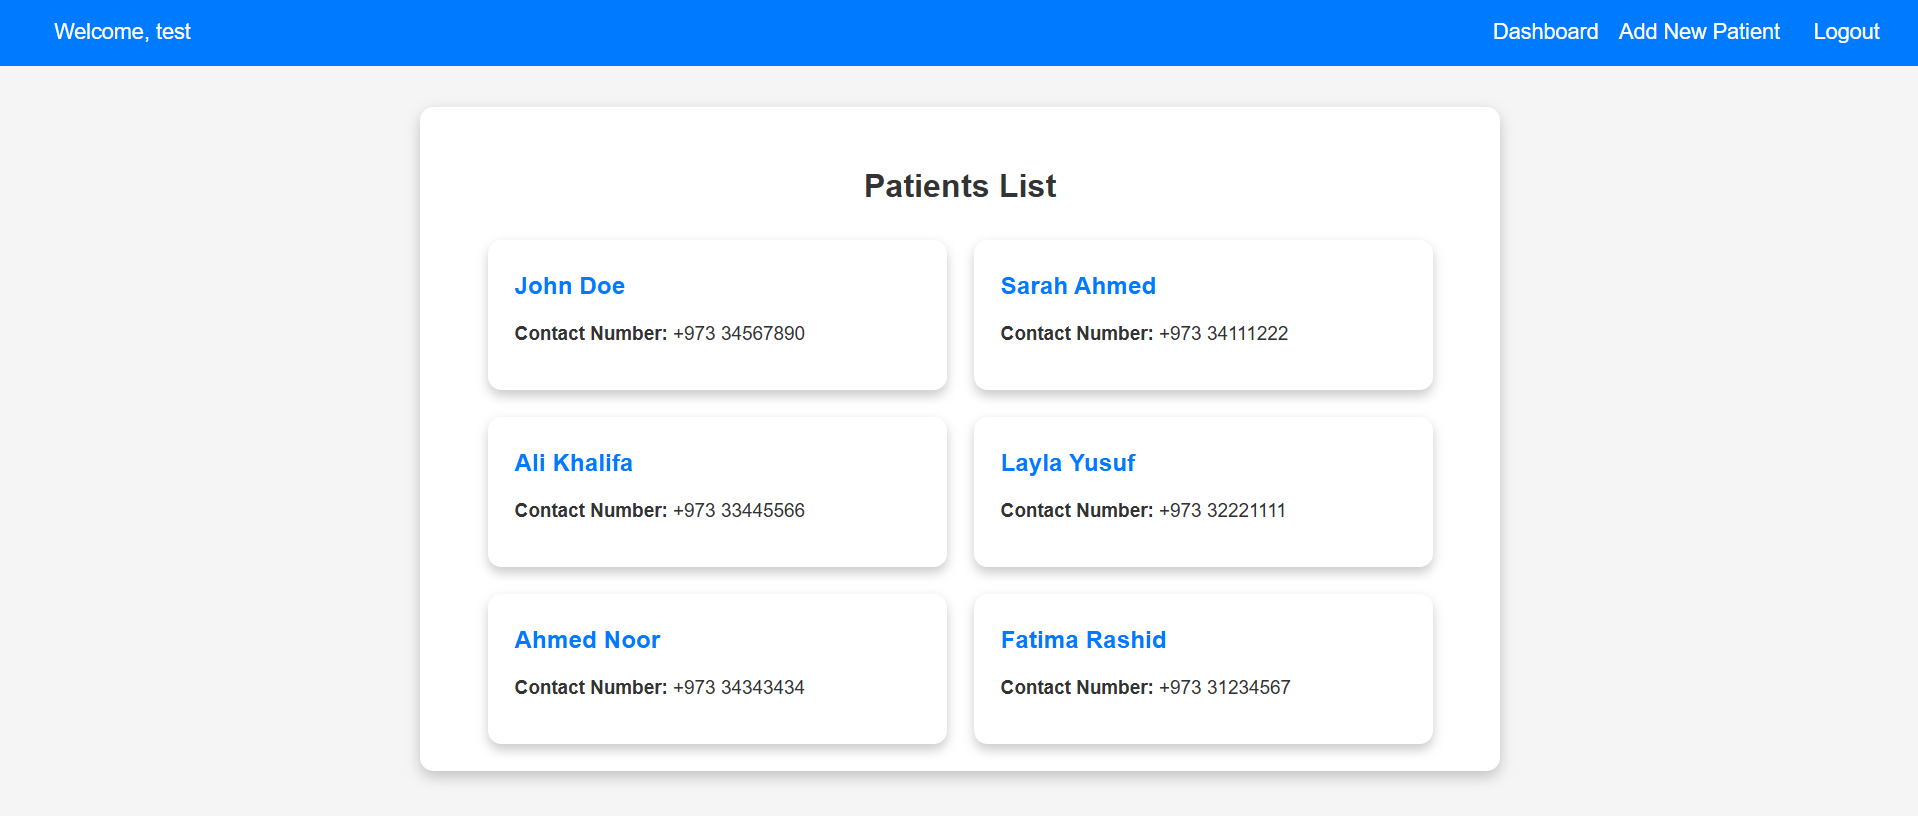 Welcome, test
Dashboard Add New Patient Logout
Patients List
John Doe
Contact Number: +973 34567890
Sarah Ahmed
Contact Number: +973 34111222
Ali Khalifa
Contact Number: +973 33445566
Layla Yusuf
Contact Number: +973 32221111
Ahmed Noor
Contact Number: +973 34343434
Fatima Rashid
Contact Number: +973 31234567